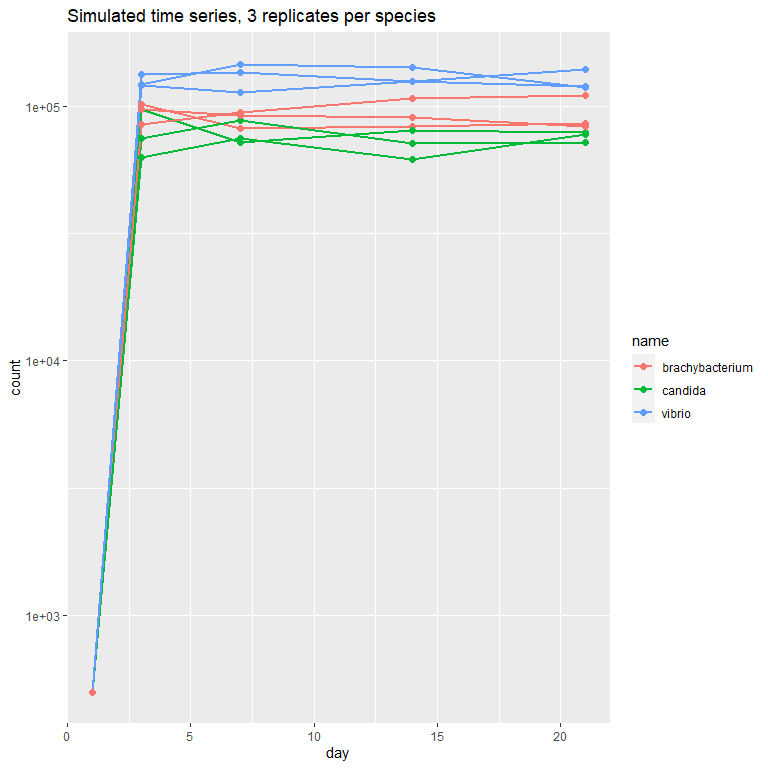 Simulated time series, 3 replicates per species
1e+05
1e+04
1e+03
count
0 5 10 15 20
day
name
brachybacterium
candida
vibrio